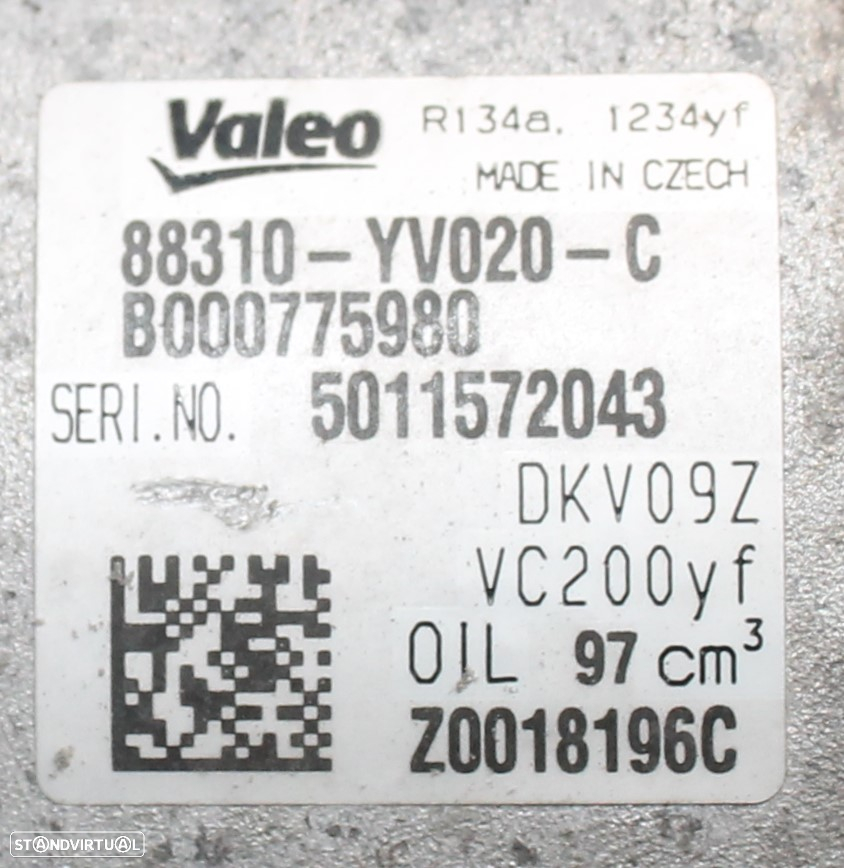 Valeo R134a. 1234yf
MADE IN CZECH
88310-YV020-C
B000775980
SERI.NO. 5011572043
DKV09Z
VC200yf
OIL 97 cm³
Z0018196C
STANDVIRTUAL